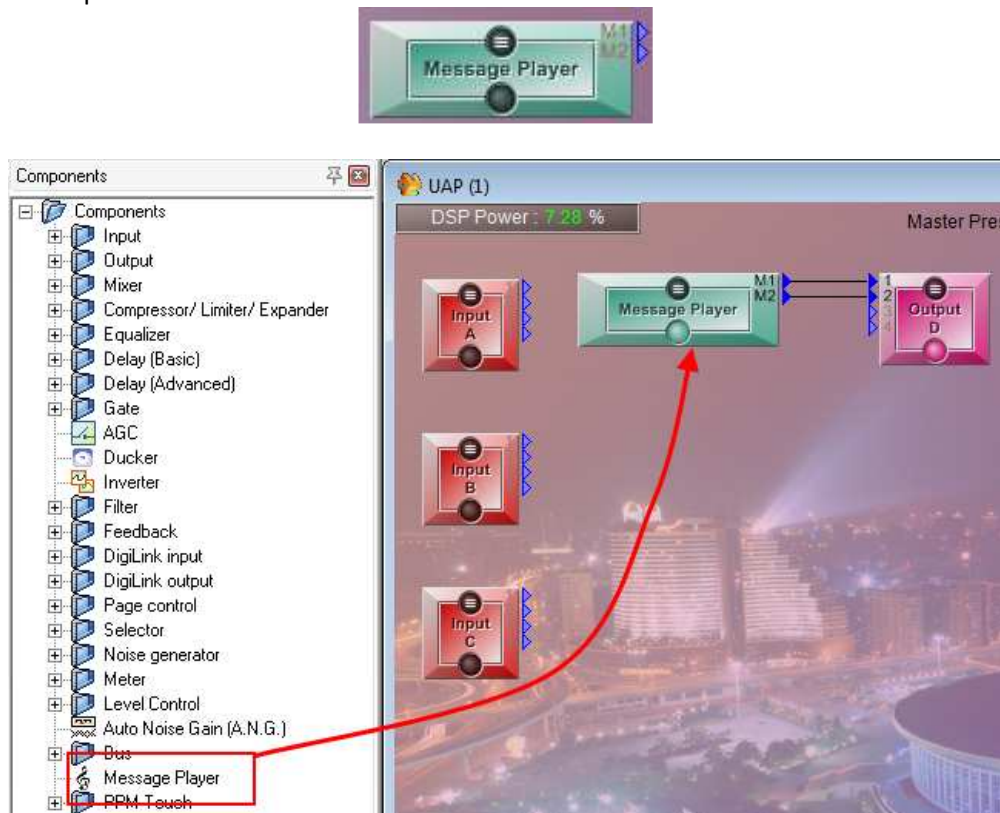 M1
M2
Message Player
Components
Components
Input
Output
Mixer
Compressor/ Limiter/ Expander
Equalizer
Delay (Basic)
Delay (Advanced)
Gate
AGC
Ducker
Inverter
Filter
Feedback
DigiLink input
DigiLink output
Page control
Selector
Noise generator
Meter
Level Control
Auto Noise Gain (A.N.G.)
Bus
Message Player
PPM Touch
UAP (1)
DSP Power : 7.28 %
Master Pre
Input
A
Message Player
M1
M2
1
2
3
4
Output
D
Input
B
Input
C